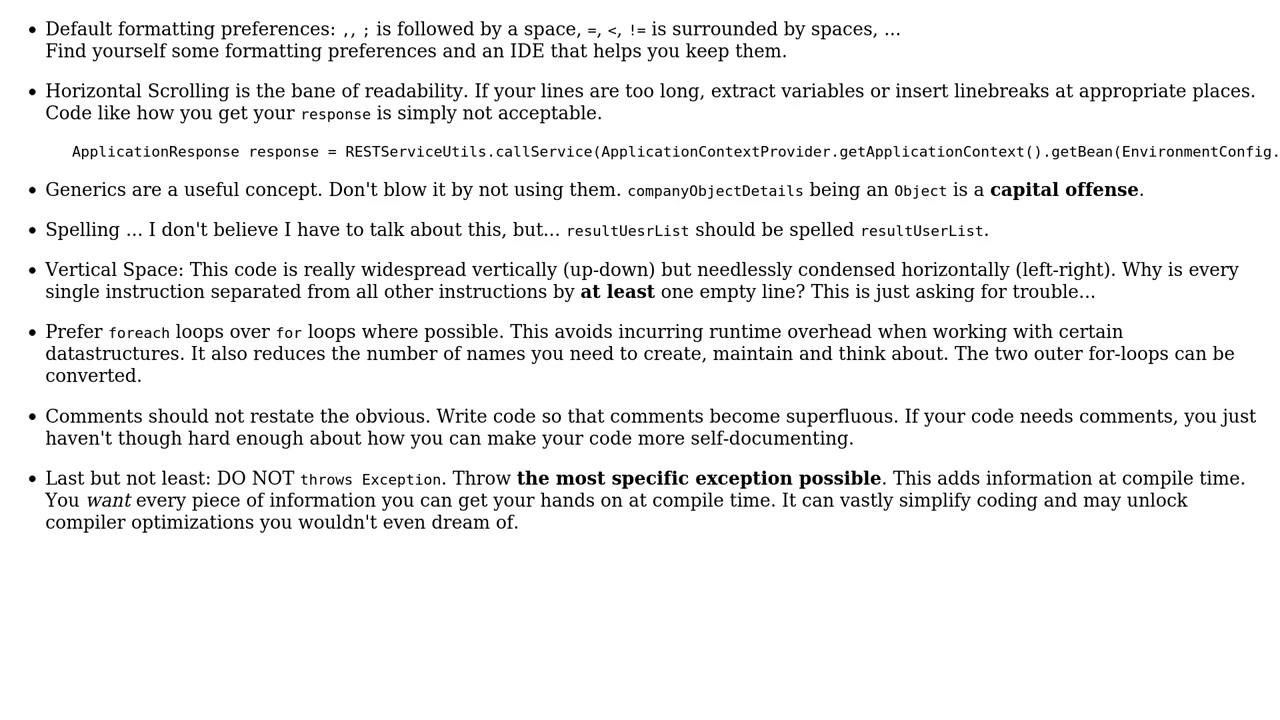 • Default formatting preferences: ,, ; is followed by a space, =, <, != is surrounded by spaces, ...
Find yourself some formatting preferences and an IDE that helps you keep them.
• Horizontal Scrolling is the bane of readability. If your lines are too long, extract variables or insert linebreaks at appropriate places.
Code like how you get your response is simply not acceptable.
ApplicationResponse response = RESTServiceUtils.callService(ApplicationContextProvider.getApplicationContext().getBean(EnvironmentConfig.
• Generics are a useful concept. Don't blow it by not using them. companyObjectDetails being an Object is a capital offense.
• Spelling ... I don't believe I have to talk about this, but... resultUesrList should be spelled resultUserList.
• Vertical Space: This code is really widespread vertically (up-down) but needlessly condensed horizontally (left-right). Why is every
single instruction separated from all other instructions by at least one empty line? This is just asking for trouble...
• Prefer foreach loops over for loops where possible. This avoids incurring runtime overhead when working with certain
datastructures. It also reduces the number of names you need to create, maintain and think about. The two outer for-loops can be
converted.
• Comments should not restate the obvious. Write code so that comments become superfluous. If your code needs comments, you just
haven't though hard enough about how you can make your code more self-documenting.
• Last but not least: DO NOT throws Exception. Throw the most specific exception possible. This adds information at compile time.
You want every piece of information you can get your hands on at compile time. It can vastly simplify coding and may unlock
compiler optimizations you wouldn't even dream of.